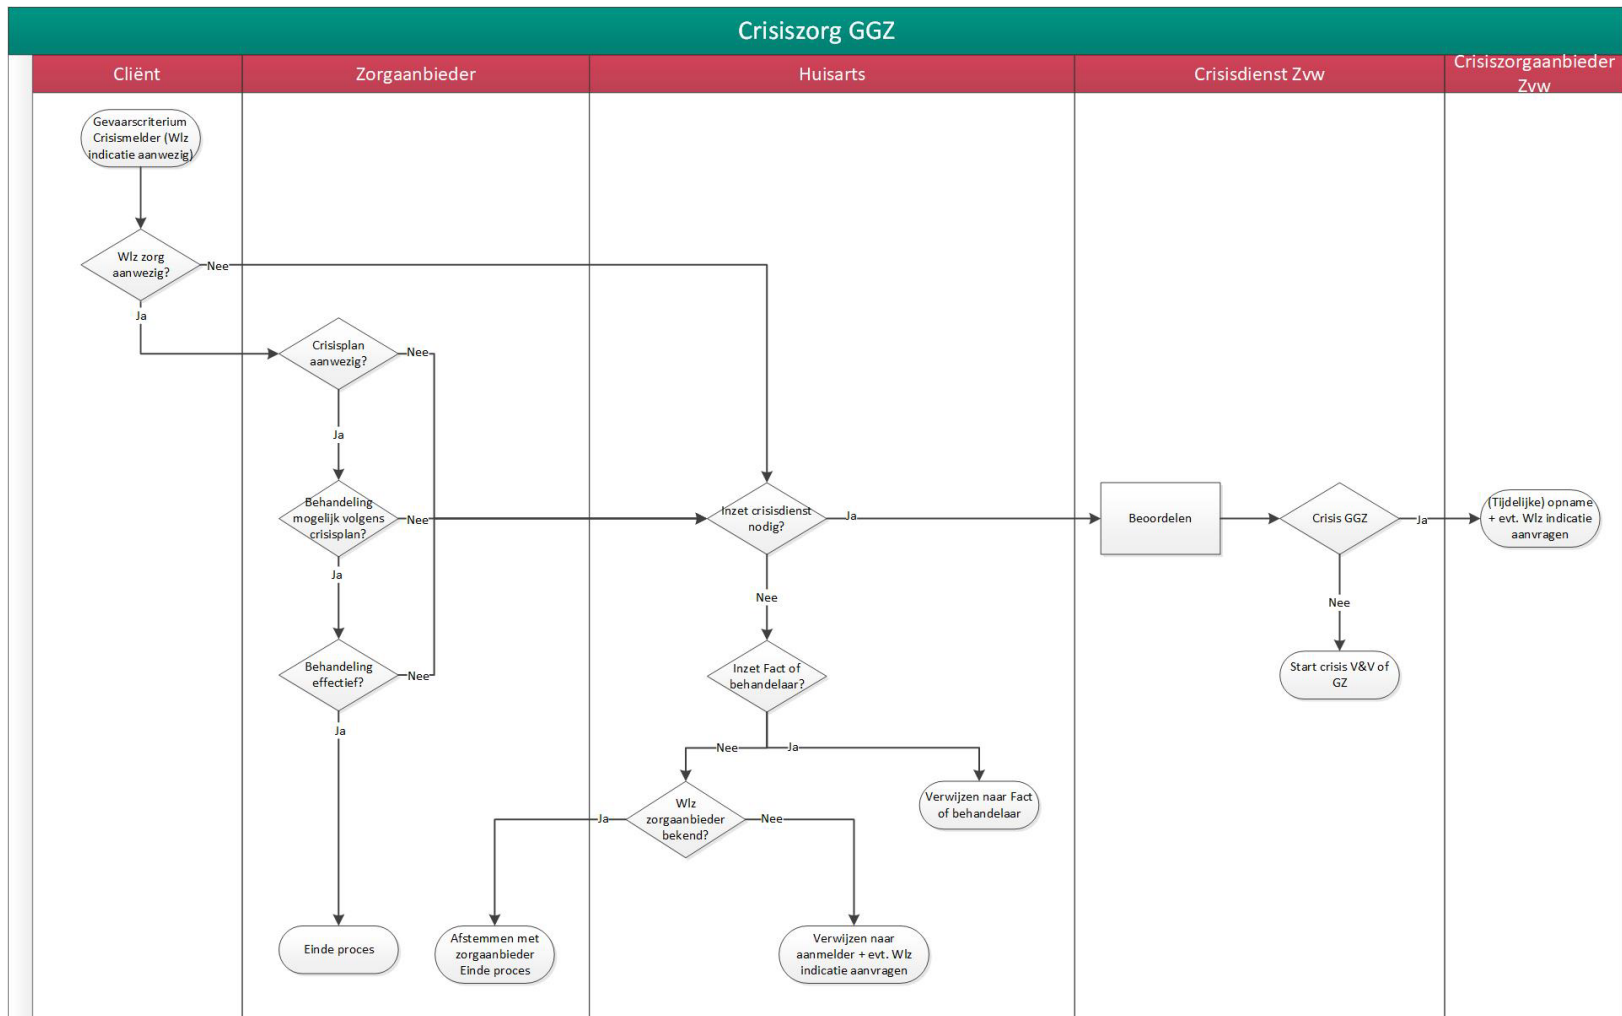 Crisiszorg GGZ
Cliënt
Zorgaanbieder
Huisarts
Crisisdienst Zvw
Crisiszorgaanbieder
Zvw
Gevaarscriterium
Crisismelder (Wlz
indicatie aanwezig)
Wlz zorg
aanwezig?
Nee
Ja
Crisisplan
aanwezig?
Nee
Ja
Behandeling
mogelijk volgens
crisisplan?
Nee
Ja
Inzet crisisdienst
nodig?
Ja
Nee
Beoordelen
Crisis GGZ
Ja
Nee
(Tijdelijke) opname
+ evt. Wlz indicatie
aanvragen
Behandeling
effectief?
Nee
Ja
Inzet Fact of
behandelaar?
Nee
Ja
Start crisis V&V of
GZ
Wlz
zorgaanbieder
bekend?
Ja
Nee
Verwijzen naar Fact
of behandelaar
Einde proces
Afstemmen met
zorgaanbieder
Einde proces
Verwijzen naar
aanmelder + evt. Wlz
indicatie aanvragen